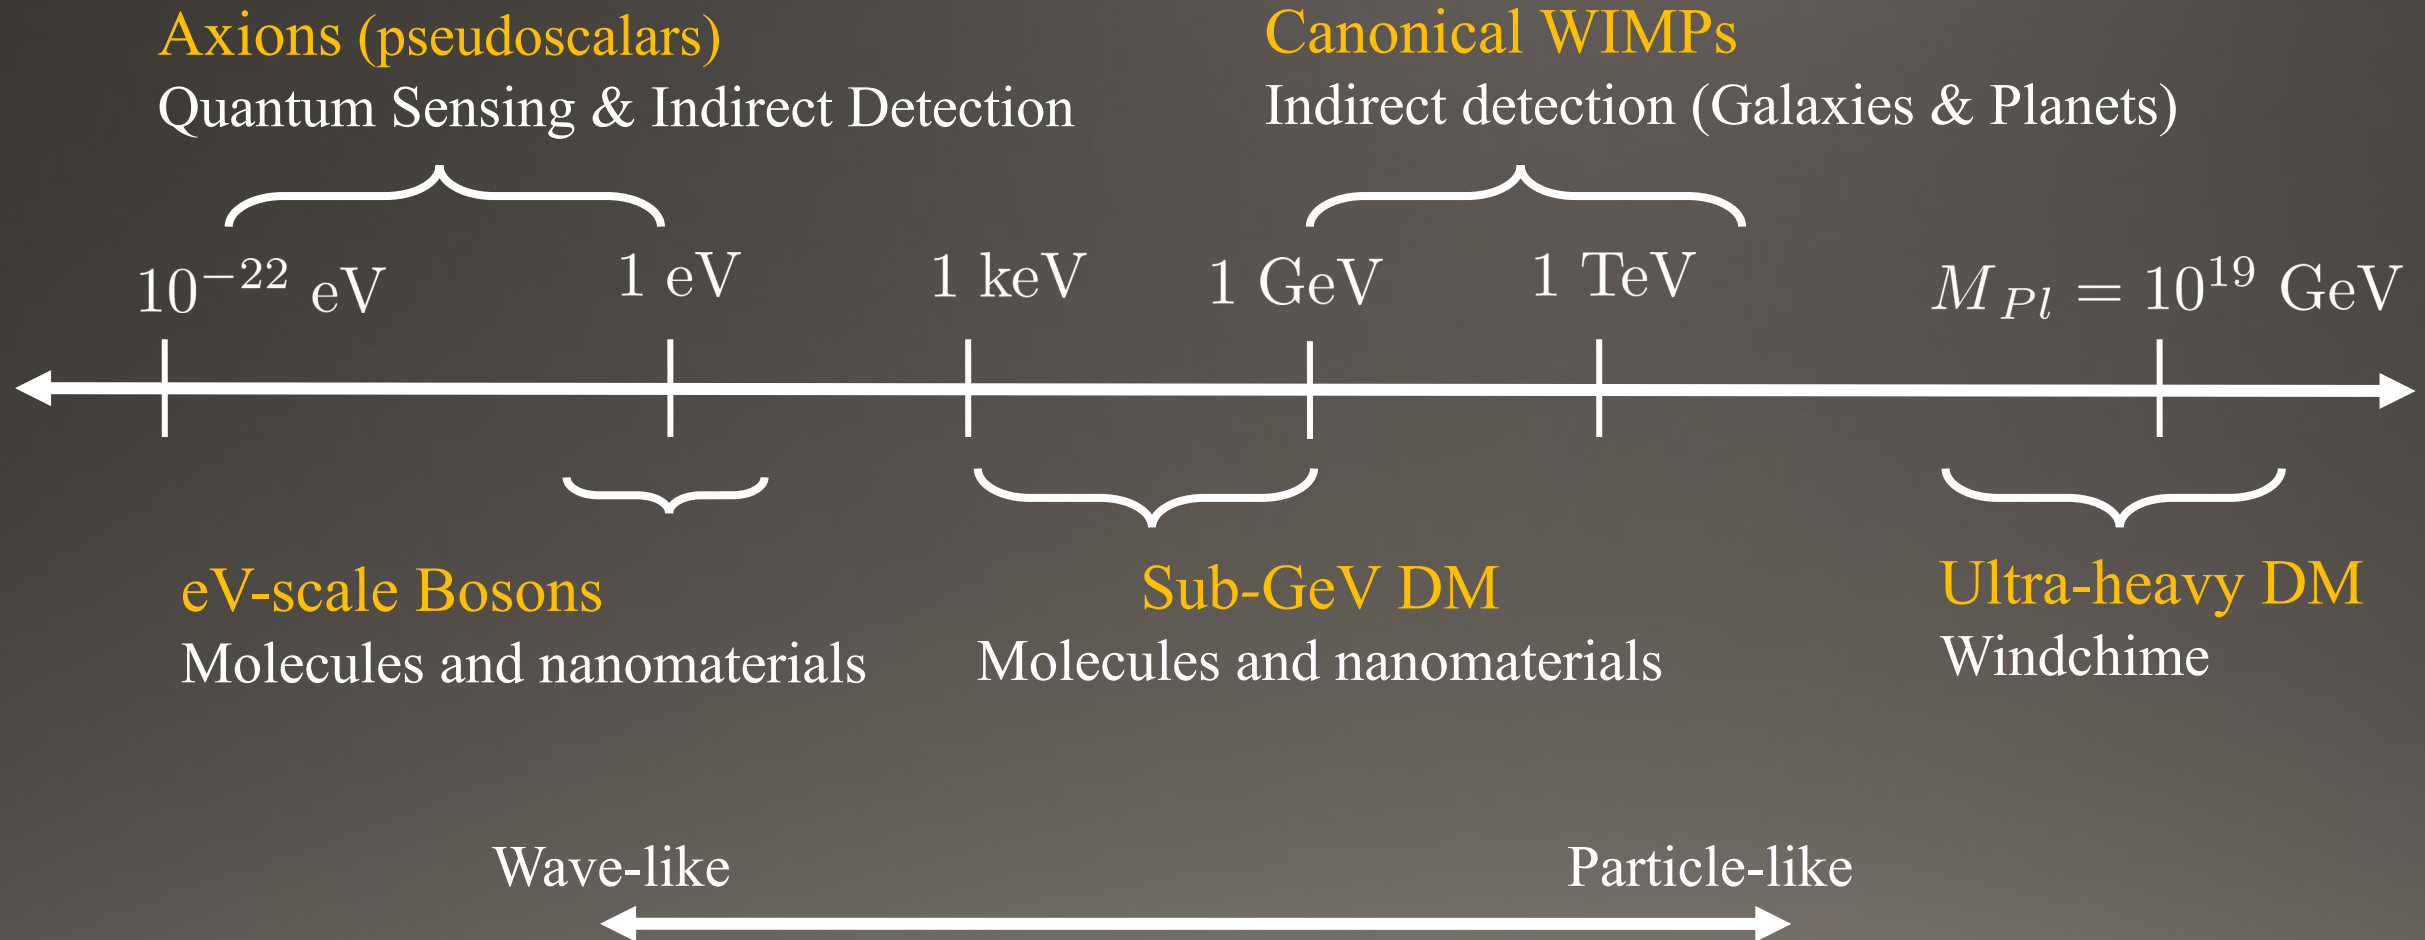 Axions (pseudoscalars)
Quantum Sensing & Indirect Detection
Canonical WIMPs
Indirect detection (Galaxies & Planets)
10^{-22} eV
1 eV
1 keV
1 GeV
1 TeV
M_{Pl} = 10^{19} GeV
eV-scale Bosons
Molecules and nanomaterials
Sub-GeV DM
Molecules and nanomaterials
Ultra-heavy DM
Windchime
Wave-like
Particle-like